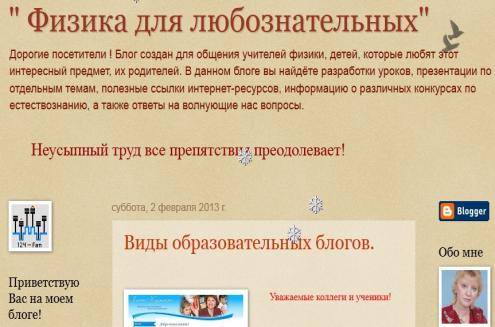 " Физика для любознательных"
Дорогие посетители ! Блог создан для общения учителей физики, детей, которые любят этот
интересный предмет, их родителей. В данном блоге вы найдёте разработки уроков, презентации по
отдельным темам, полезные ссылки интернет-ресурсов, информацию о различных конкурсах по
естествознанию, а также ответы на волнующие нас вопросы.
Неусыпный труд все препятствия преодолевает!
суббота, 2 февраля 2013 г.
Blogger
Виды образовательных блогов.
Обо мне
Приветствую
Вас на моем
блоге!
Уважаемые коллеги и ученики!